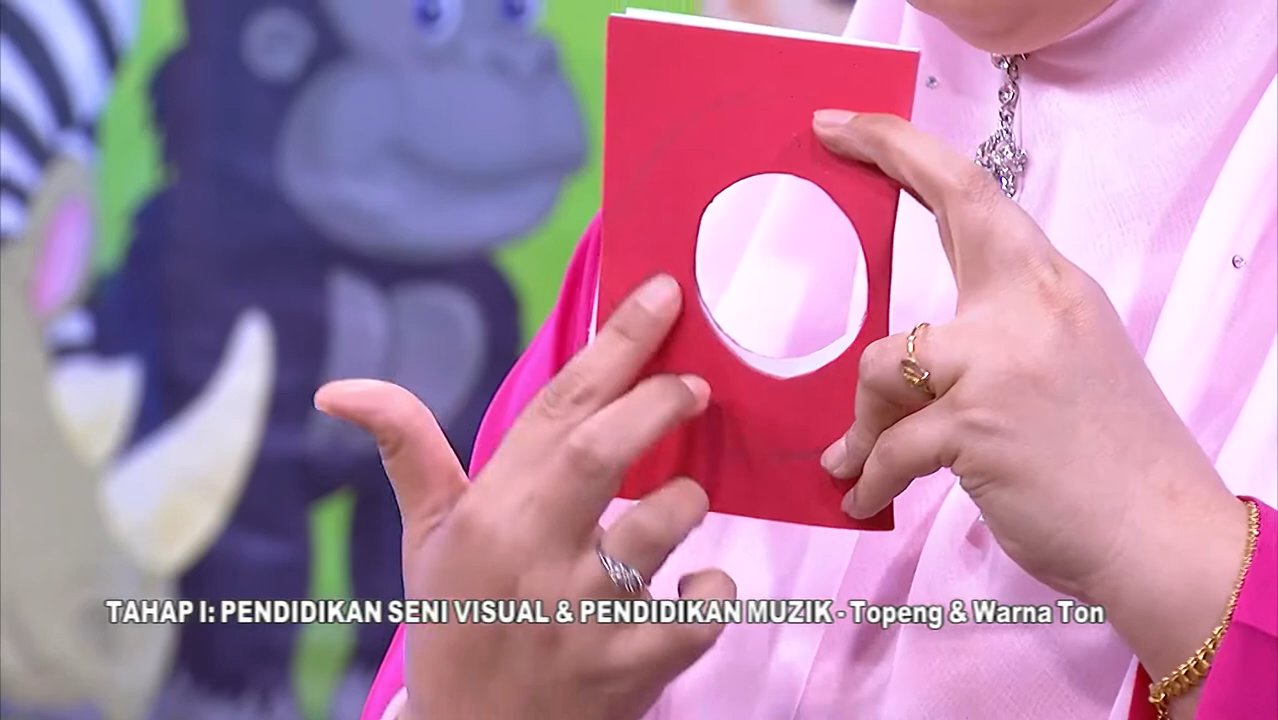 TAHAP I: PENDIDIKAN SENI VISUAL & PENDIDIKAN MUZIK - Topeng & Warna Ton